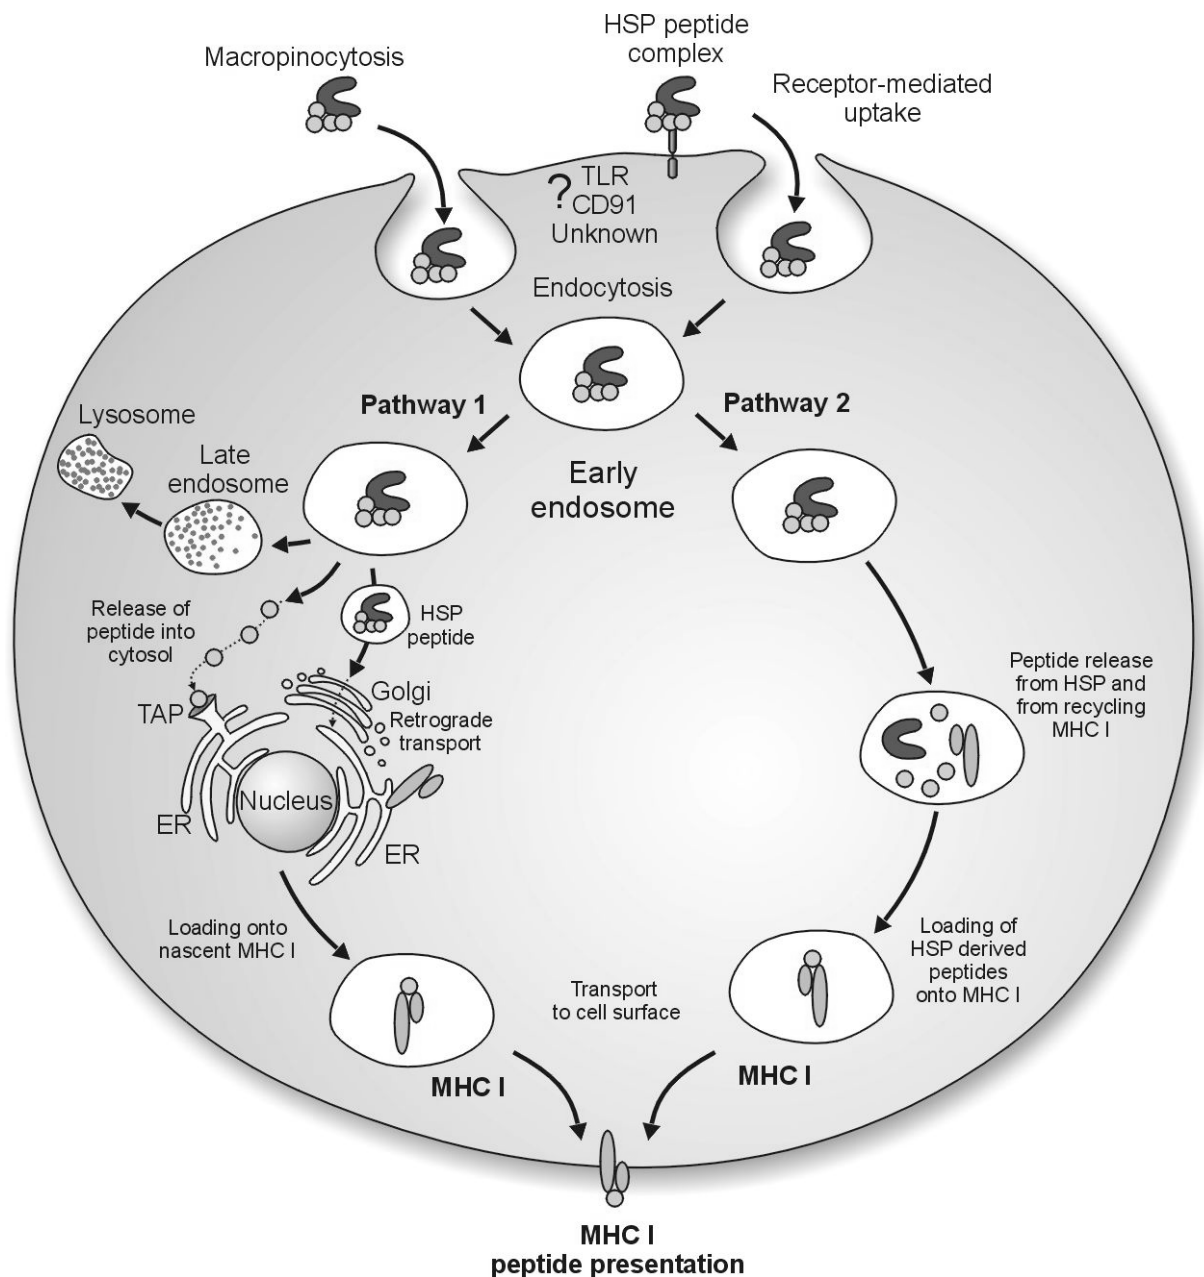 Macropinocytosis
HSP peptide
complex
Receptor-mediated
uptake
?
TLR
CD91
Unknown
Endocytosis
Pathway 1
Pathway 2
Early
endosome
Lysosome
Late
endosome
Release of
peptide into
cytosol
HSP
peptide
TAP
Golgi
Retrograde
transport
Nucleus
ER
ER
Peptide release
from HSP and
from recycling
MHC I
Loading onto
nascent MHC I
Transport
to cell surface
Loading of
HSP derived
peptides
onto MHC I
MHC I
MHC I
MHC I
peptide presentation